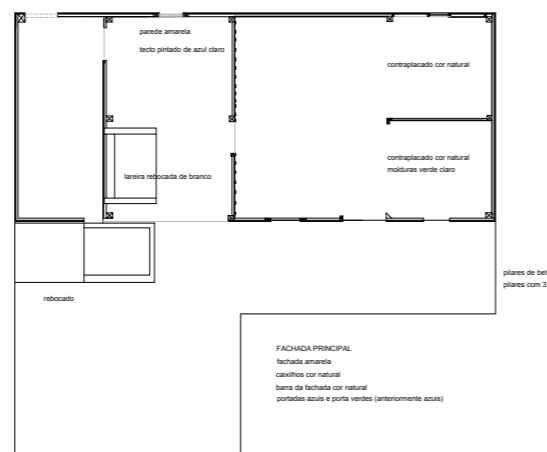 parede amarela
tecto pintado de azul claro
contraplacado cor natural
contraplacado cor natural
molduras verde claro
lareira rebocada de branco
pilares de bet
pilares com 3
rebocado
FACHADA PRINCIPAL
fachada amarela
caixilhos cor natural
barra da fachada cor natural
portadas azuis e porta verdes (anteriormente azuis)